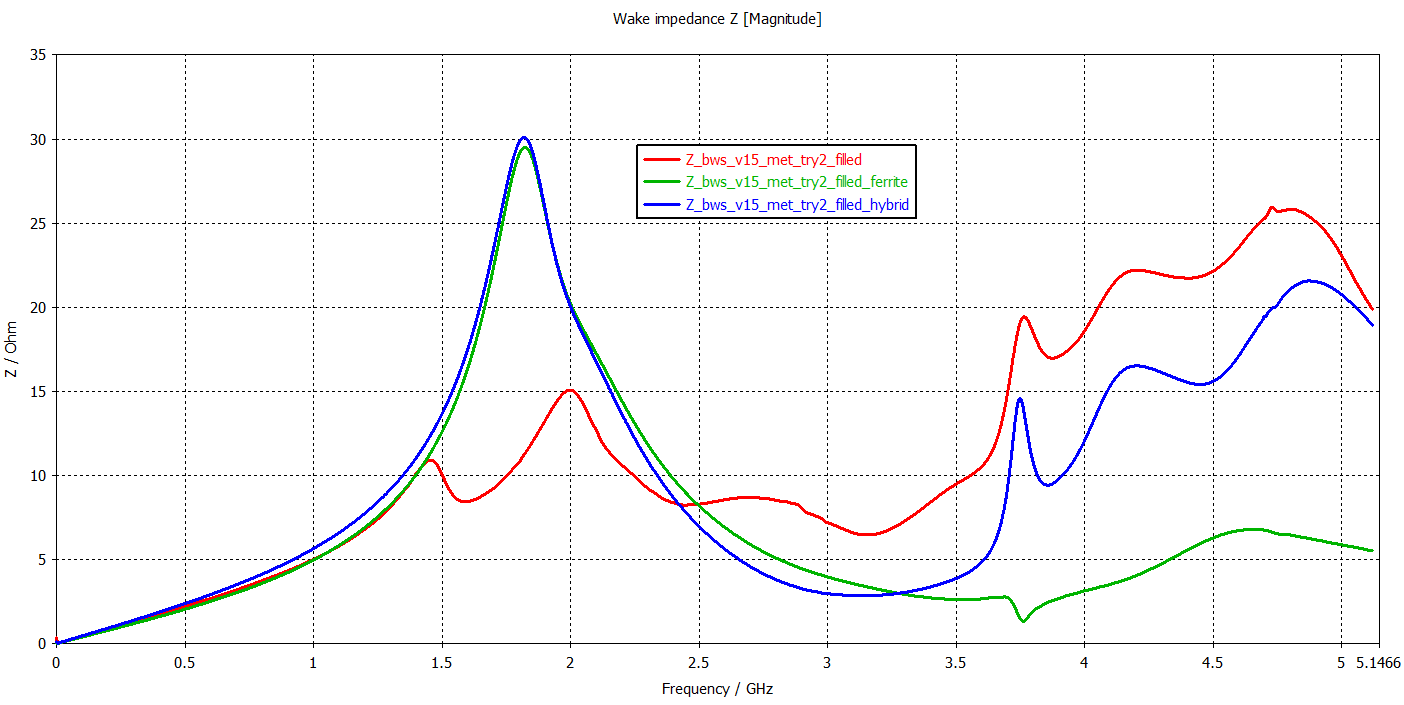 Wake impedance Z [Magnitude]
35
30
25
20
15
10
5
0
Z / Ohm
Z_bws_v15_met_try2_filled
Z_bws_v15_met_try2_filled_ferrite
Z_bws_v15_met_try2_filled_hybrid
0 0.5 1 1.5 2 2.5 3 3.5 4 4.5 5 5.1466
Frequency / GHz